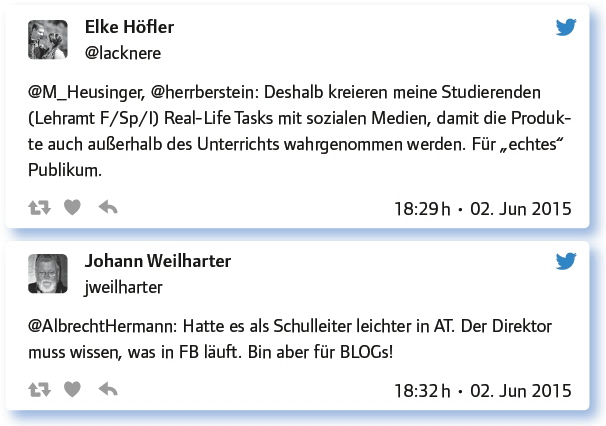 Elke Höfler
@lacknere
@M_Heusinger, @herrberstein: Deshalb kreieren meine Studierenden
(Lehramt F/Sp/I) Real-Life Tasks mit sozialen Medien, damit die Produk-
te auch außerhalb des Unterrichts wahrgenommen werden. Für „echtes“
Publikum.
18:29 h • 02. Jun 2015
Johann Weilharter
jweilharter
@AlbrechtHermann: Hatte es als Schulleiter leichter in AT. Der Direktor
muss wissen, was in FB läuft. Bin aber für BLOGs!
18:32 h • 02. Jun 2015